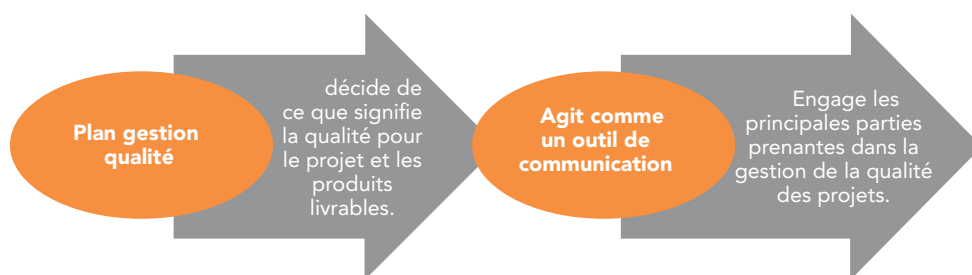 Plan gestion
qualité
décide de
ce que signifie
la qualité pour
le projet et les
produits
livrables.
Agit comme
un outil de
communication
Engage les
principales parties
prenantes dans la
gestion de la qualité
des projets.